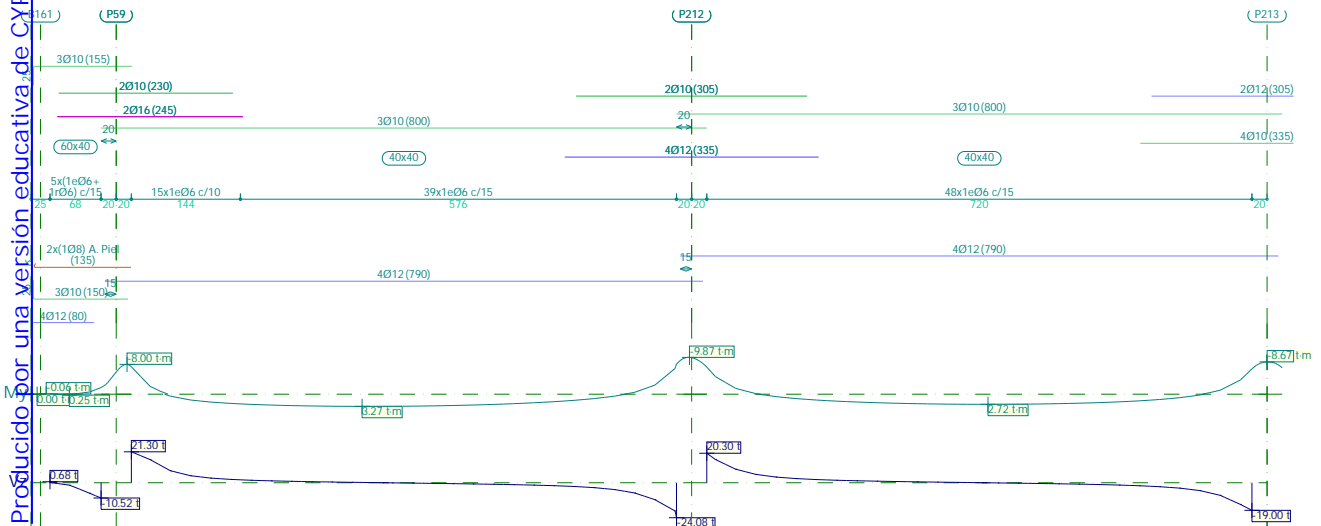 B161 P59 P212 P213
3Ø10 (155)
2Ø10 (230) 2Ø10 (305) 2Ø12 (305)
2Ø16 (245) 3Ø10 (800)
20 3Ø10 (800) 20
4Ø10 (335)
60x40 40x40 4Ø12 (335) 40x40
5x(1eØ6+
1rØ6) c/15 15x1eØ6 c/10 39x1eØ6 c/15 48x1eØ6 c/15
25 68 20 20 144 576 20 20 720 20
2x(1Ø8) A. Piel 4Ø12 (790)
(135) 15
4Ø12 (790)
15
3Ø10 (150)
4Ø12 (80)
-8.00 t·m -9.87 t·m -8.67 t·m
-0.06 t·m
My 0.00 t·m 0.25 t·m
3.27 t·m 2.72 t·m
21.30 t 20.30 t
0.68 t
-10.52 t
-24.08 t -19.00 t
Producido por una versión educativa de CYP